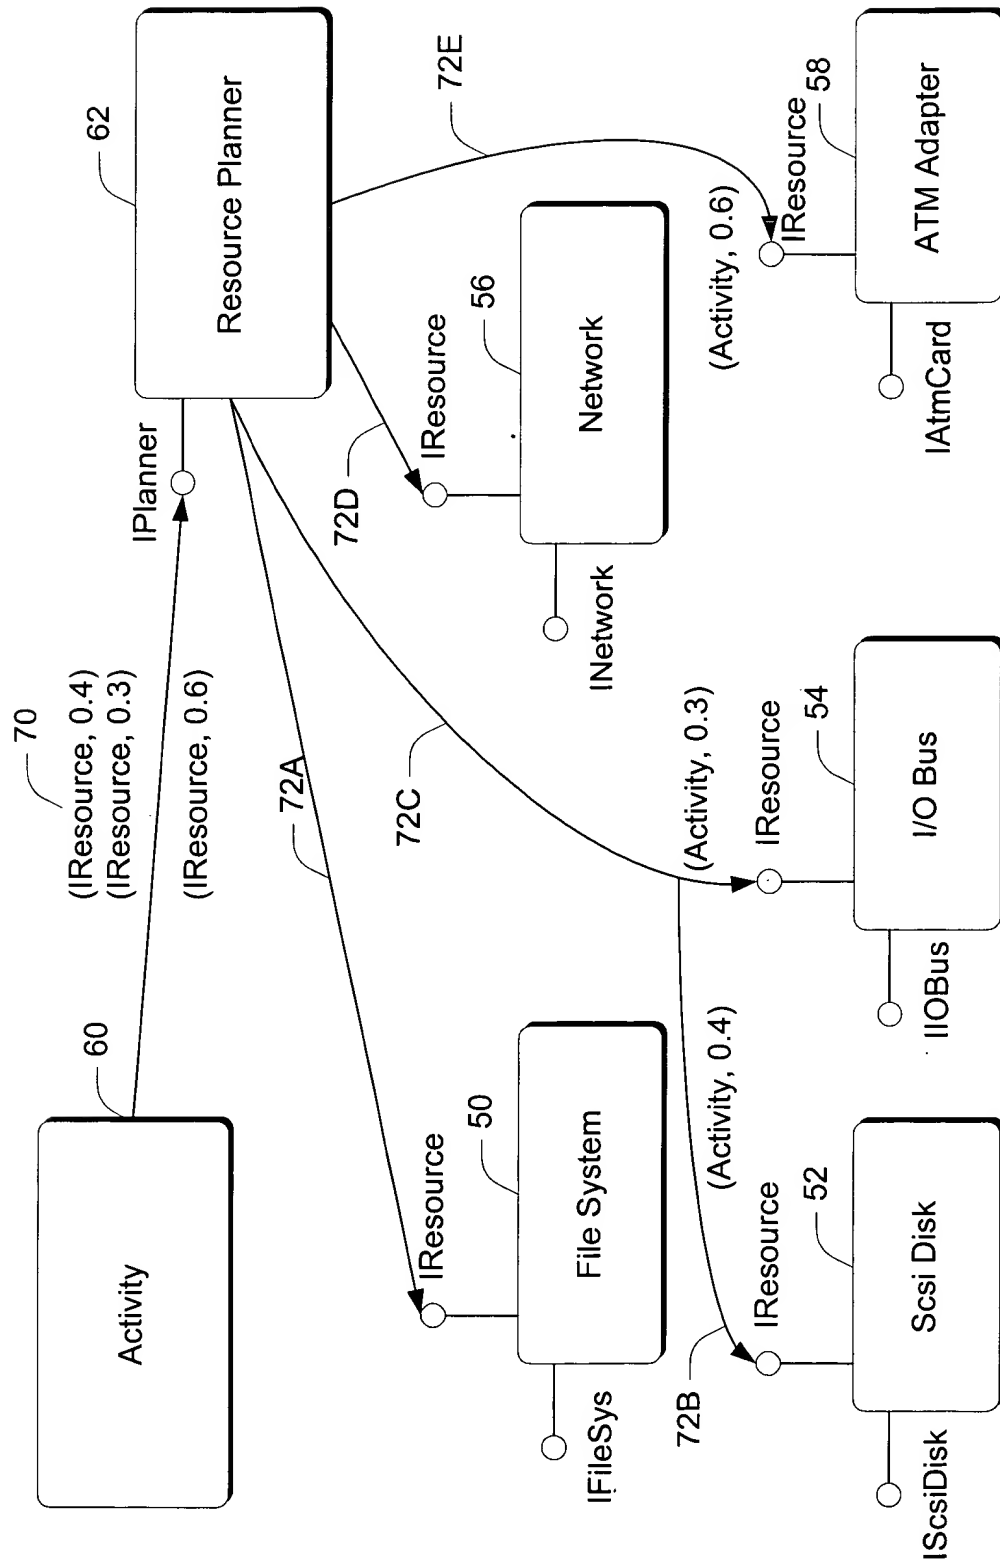 70
(IResource, 0.4)
(IResource, 0.3)
(IResource, 0.6)
60
Activity
IPlanner
62
Resource Planner
72A
72C
72D
72E
IResource
50
File System
IFileSys
IResource
56
Network
INetwork
72B
(Activity, 0.4)
(Activity, 0.3)
(Activity, 0.6)
IResource
52
Scsi Disk
IScsiDisk
IResource
54
I/O Bus
IIOBus
IResource
58
ATM Adapter
IAtmCard